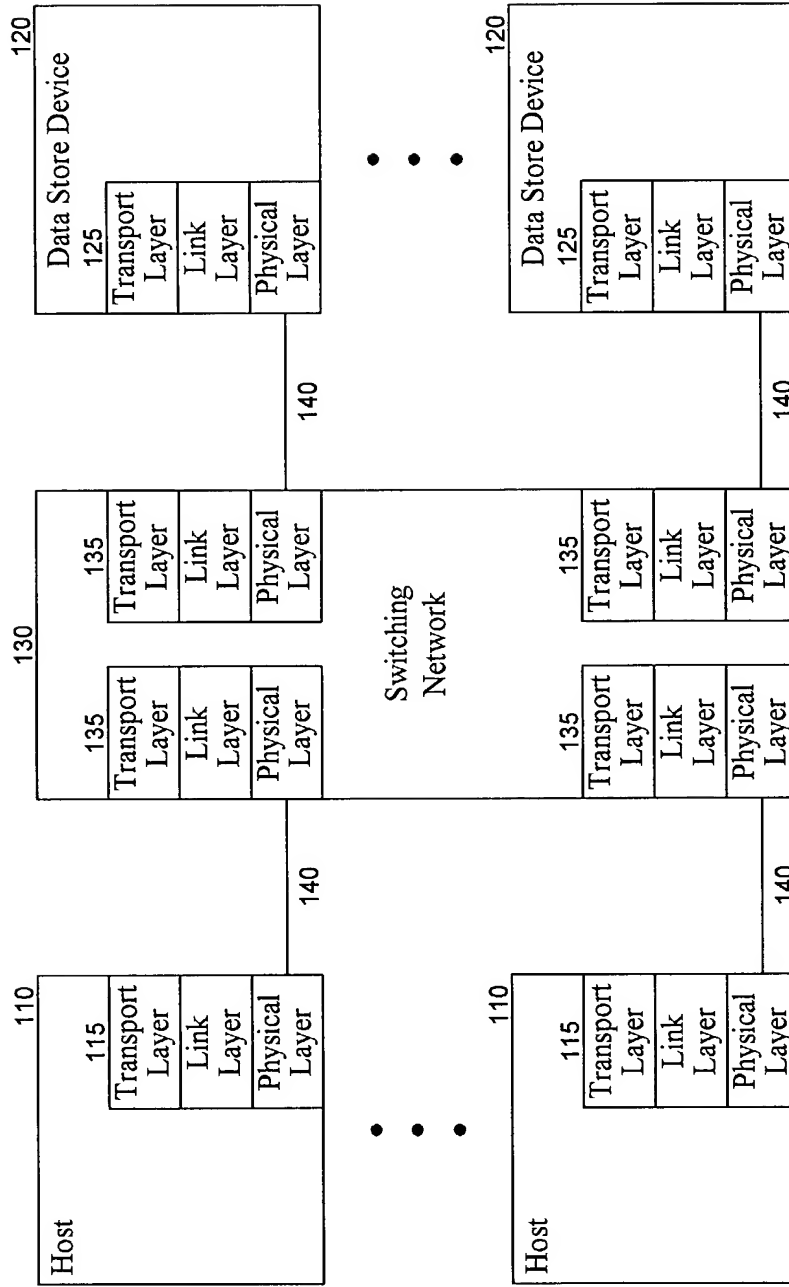 110
Host
115
Transport
Layer
Link
Layer
Physical
Layer
140
130
135
Transport
Layer
Link
Layer
Physical
Layer
135
Transport
Layer
Link
Layer
Physical
Layer
140
120
Data Store Device
125
Transport
Layer
Link
Layer
Physical
Layer
Switching
Network
110
Host
115
Transport
Layer
Link
Layer
Physical
Layer
140
135
Transport
Layer
Link
Layer
Physical
Layer
135
Transport
Layer
Link
Layer
Physical
Layer
140
120
Data Store Device
125
Transport
Layer
Link
Layer
Physical
Layer